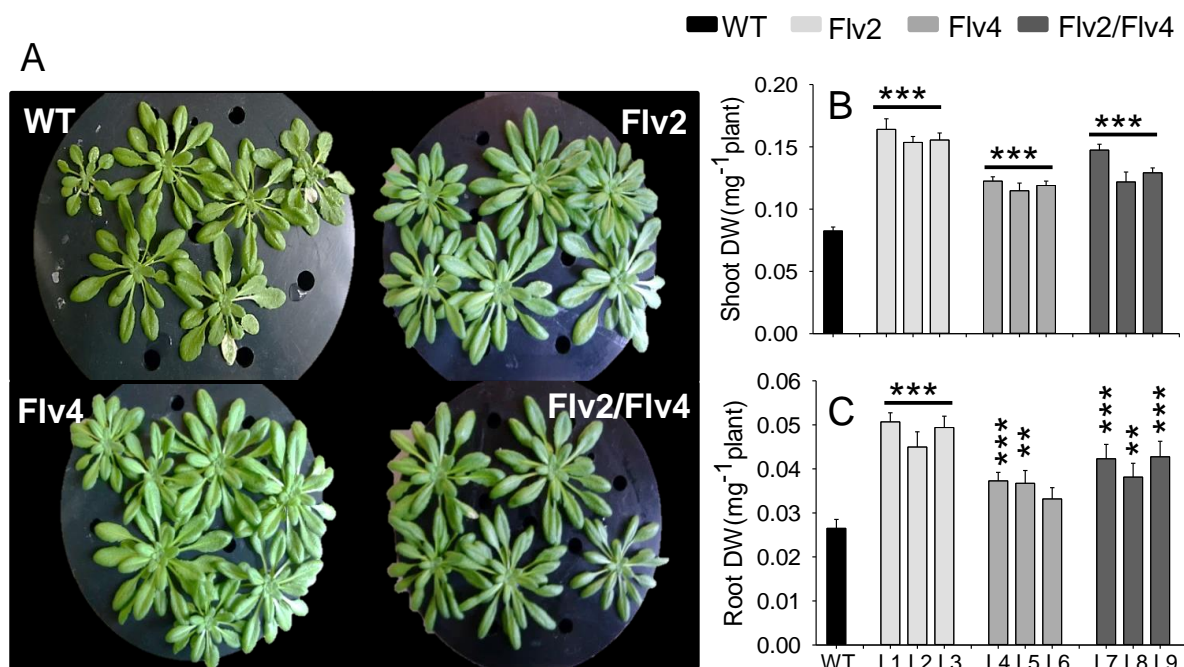 WT Flv2 Flv4 Flv2/Flv4
A
WT
Flv2
Flv4
Flv2/Flv4
B
Shoot DW(mg-1plant)
0.20
0.15
0.10
0.05
0.00
***
***
***
C
Root DW(mg-1plant)
0.06
0.05
0.04
0.03
0.02
0.01
0.00
***
***
**
***
**
***
WT L1 L2 L3 L4 L5 L6 L7 L8 L9